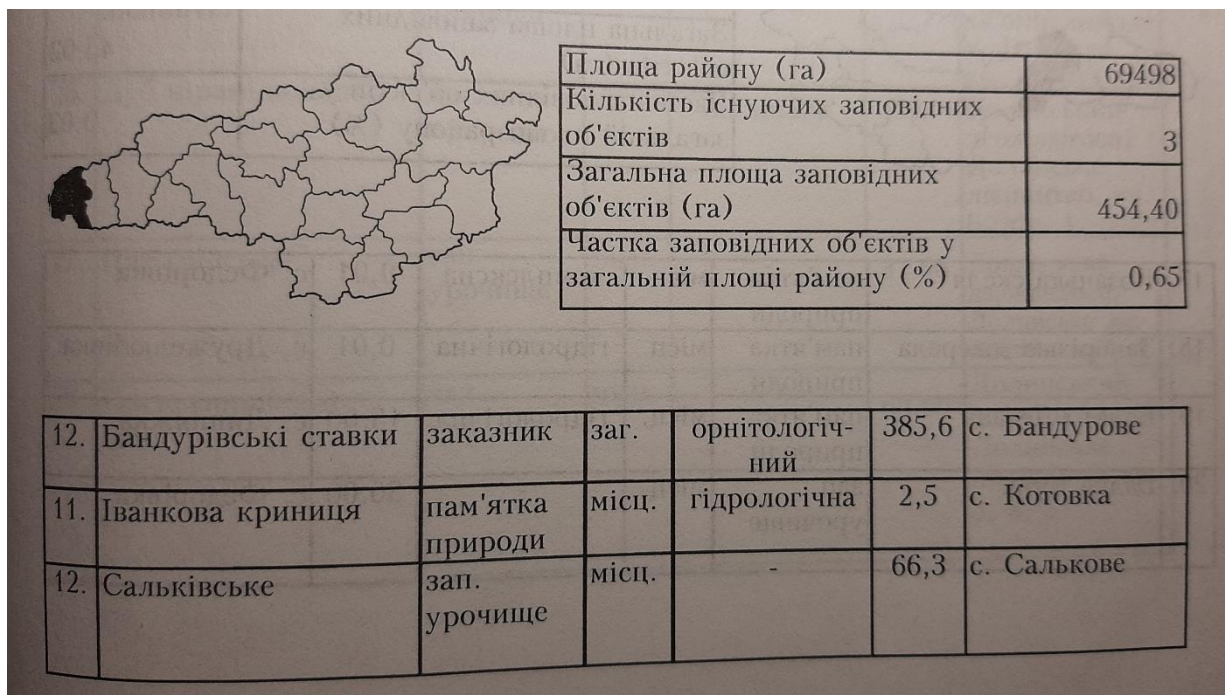 Площа району (га) 69498
Кількість існуючих заповідних
об'єктів 3
Загальна площа заповідних
об'єктів (га) 454,40
Частка заповідних об'єктів у
загальній площі району (%) 0,65
12. Бандурівські ставки заказник заг. орнітологіч- 385,6 с. Бандурове
ний
11. Іванкова криниця пам'ятка місц. гідрологічна 2,5 с. Котовка
природи
12. Сальківське зап. місц. - 66,3 с. Салькове
урочище